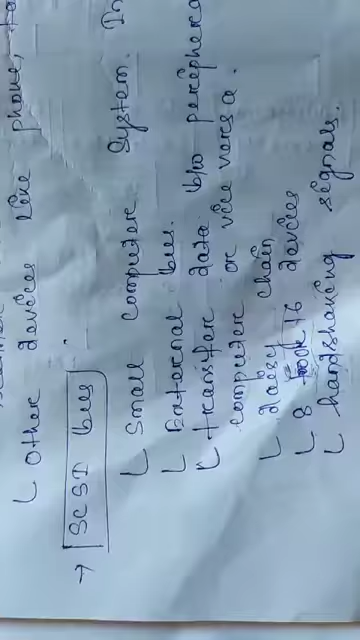 L Other devices like phone,
→ SCSI bus :
L Small computer System. In
L External bus.
L transfer data b/w peripheral
computer or vice versa.
L daisy chain
L 8 or 16 devices
L handshaking signals.